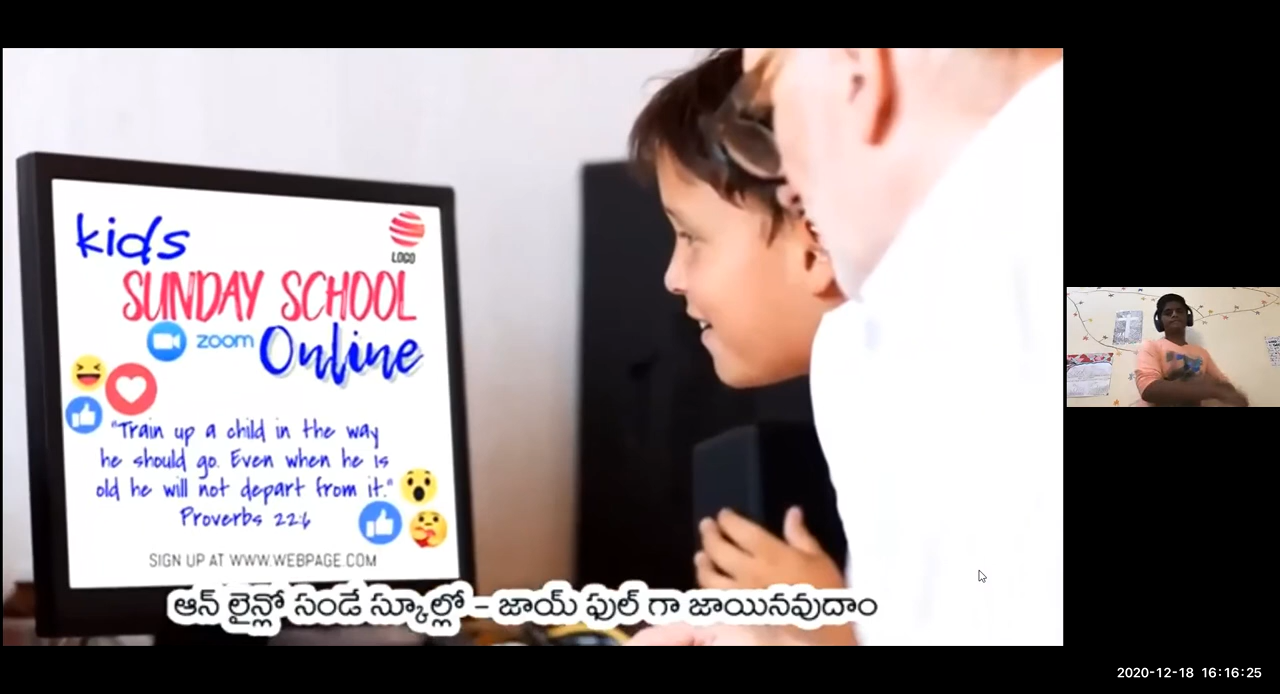 kids
LOGO
SUNDAY SCHOOL
zoom Online
"Train up a child in the way
he should go. Even when he is
old he will not depart from it."
Proverbs 22:6
SIGN UP AT WWW.WEBPAGE.COM
ఆన్ లైన్లో సండే స్కూల్లో – జాయ్ ఫుల్ గా జాయినవుదాం
2020-12-18 16:16:25